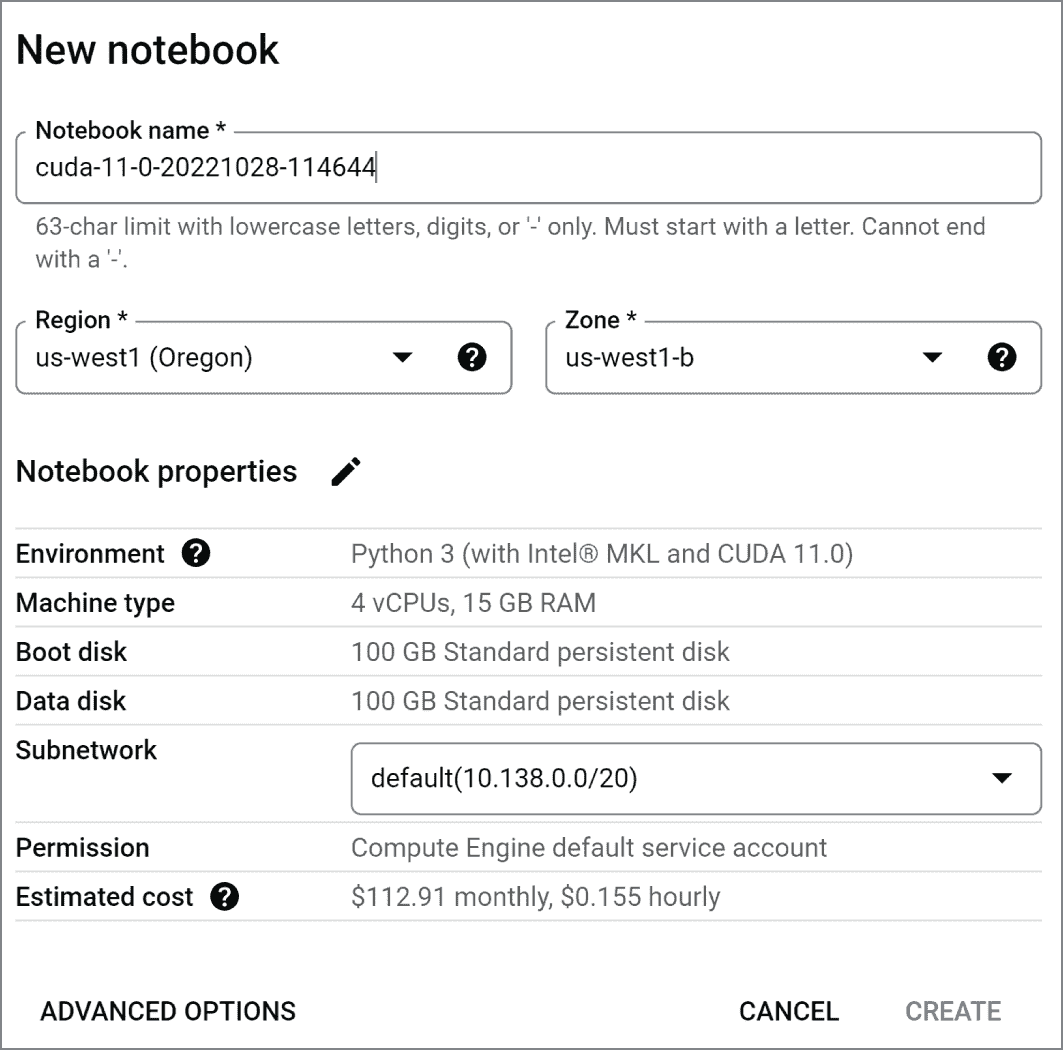 New notebook
Notebook name *
cuda-11-0-20221028-114644
63-char limit with lowercase letters, digits, or '-' only. Must start with a letter. Cannot end
with a '-'.
Region * Zone *
us-west1 (Oregon) us-west1-b
Notebook properties
Environment Python 3 (with Intel® MKL and CUDA 11.0)
Machine type 4 vCPUs, 15 GB RAM
Boot disk 100 GB Standard persistent disk
Data disk 100 GB Standard persistent disk
Subnetwork default(10.138.0.0/20)
Permission Compute Engine default service account
Estimated cost $112.91 monthly, $0.155 hourly
ADVANCED OPTIONS CANCEL CREATE